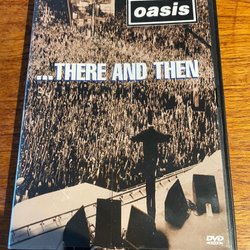 oasis
...THERE AND THEN
DVD